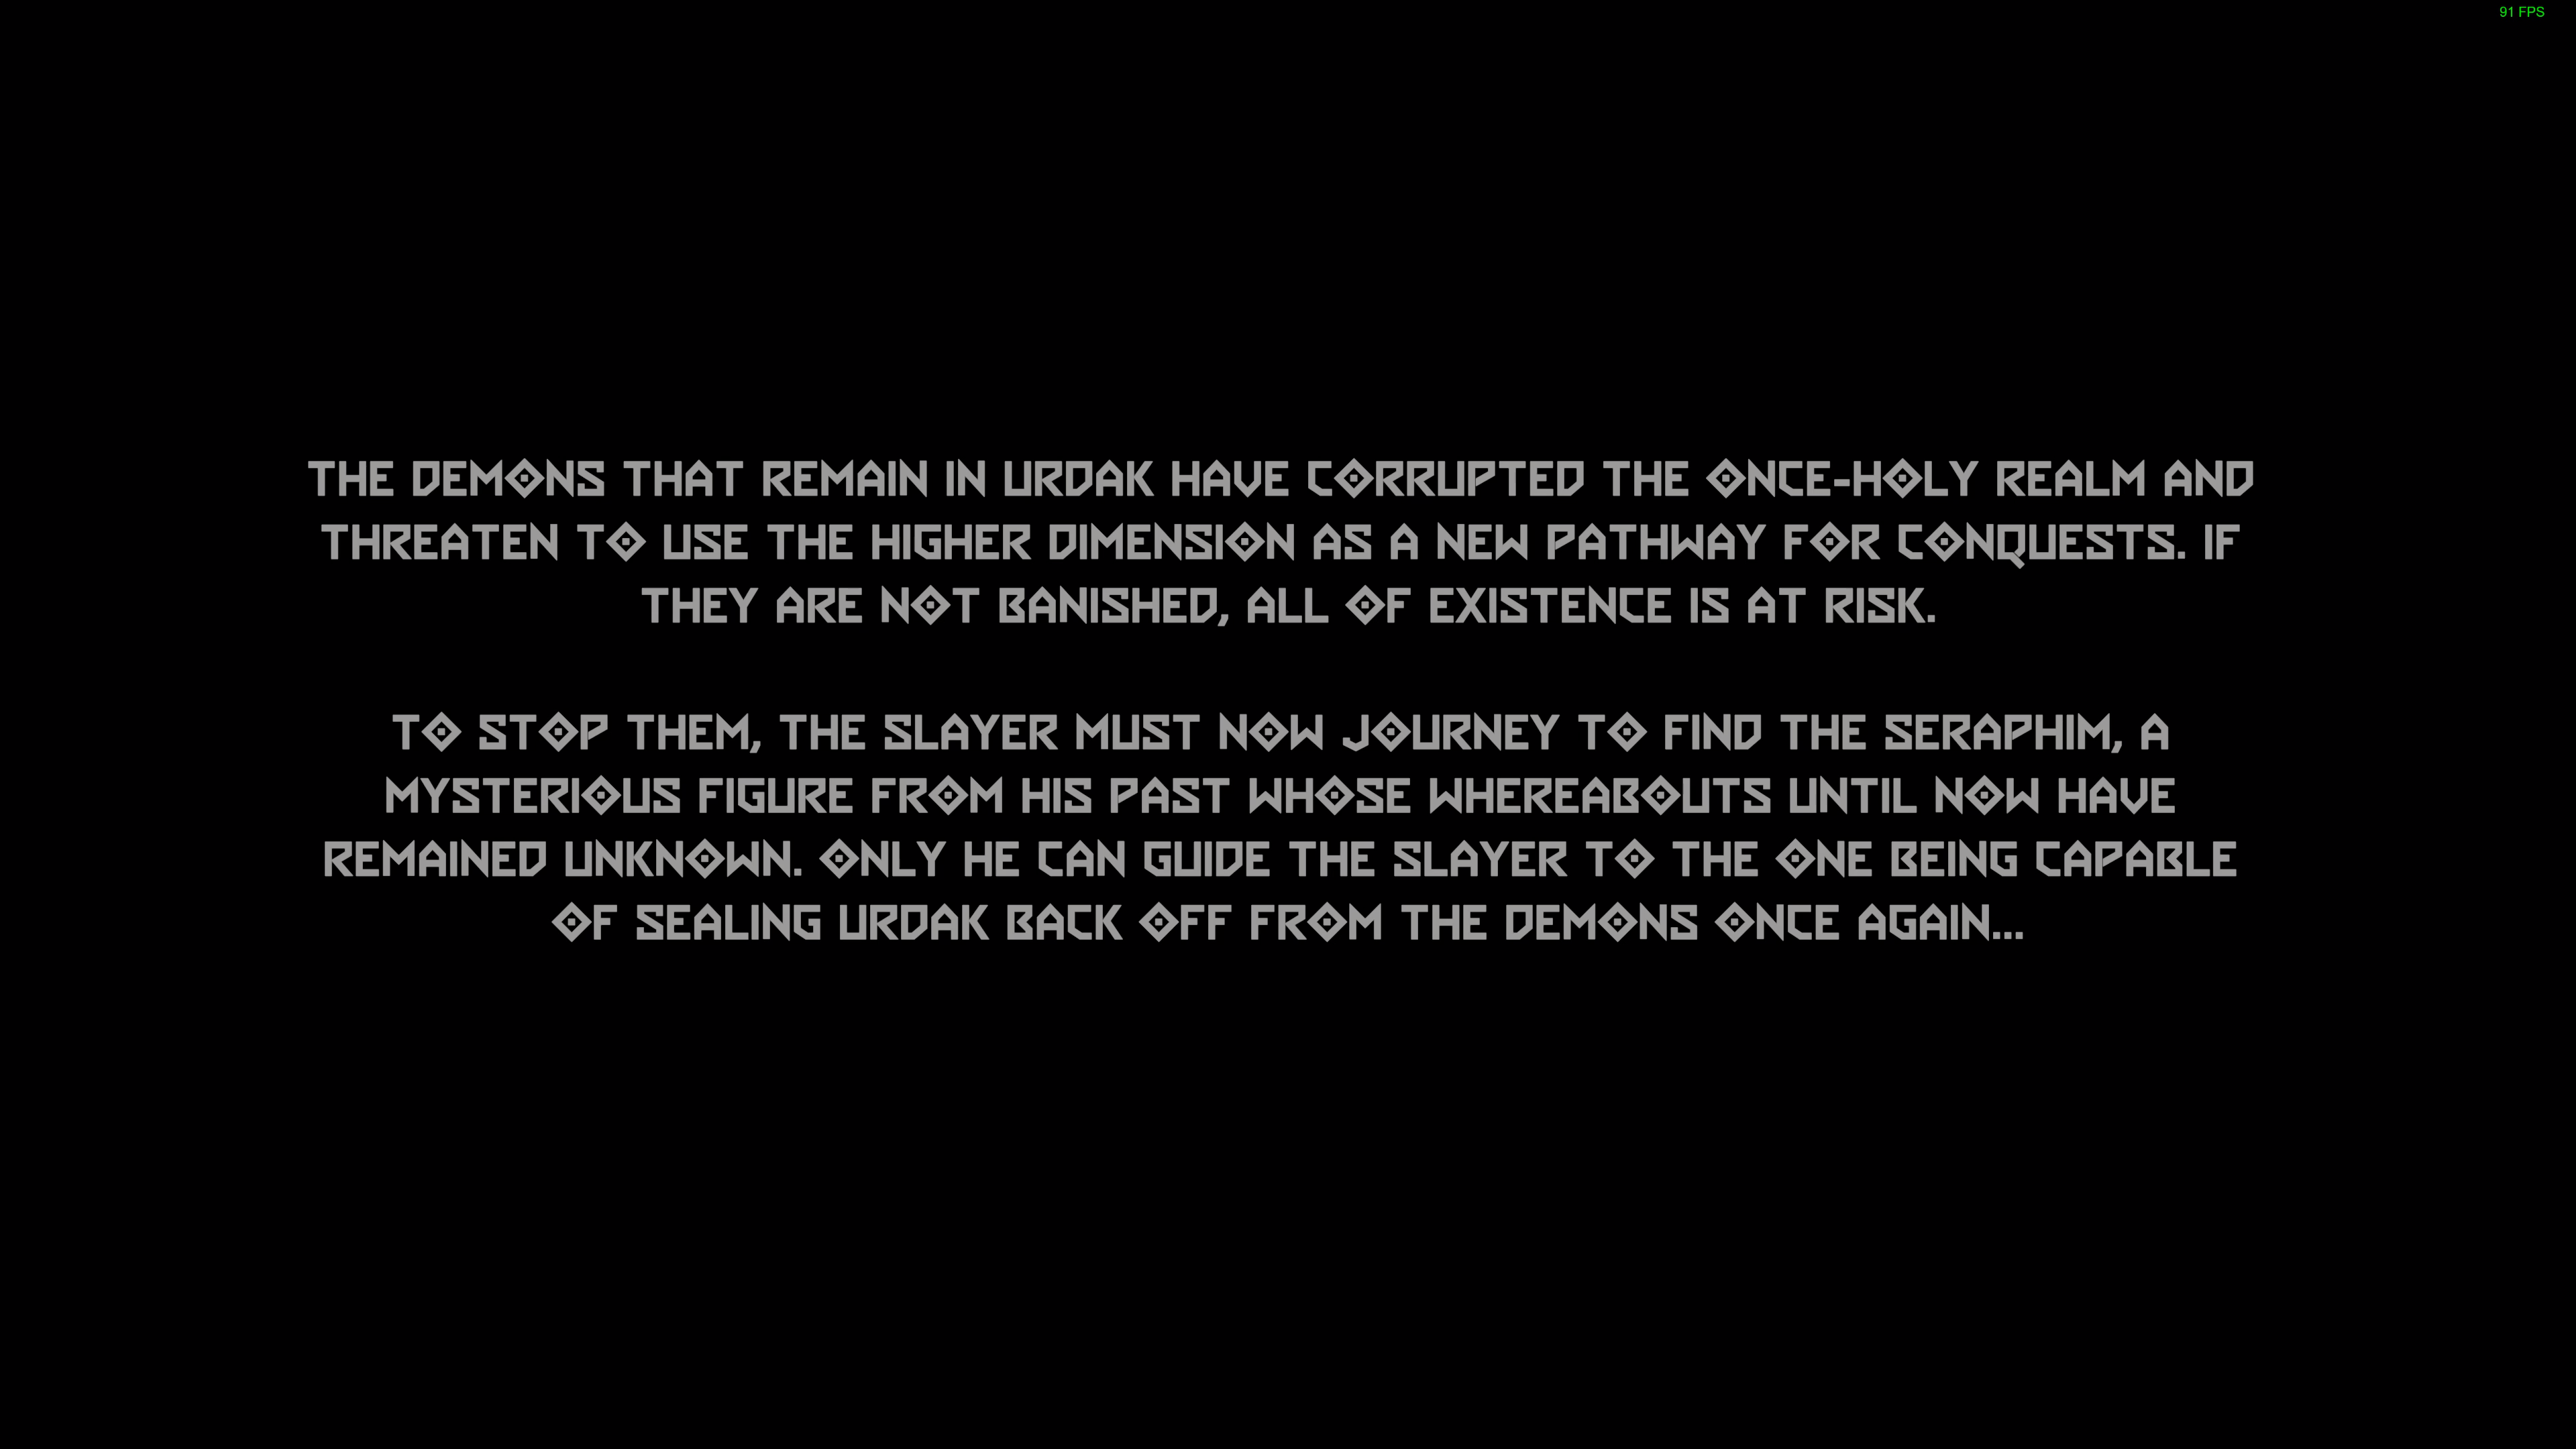 91 FPS
THE DEMONS THAT REMAIN IN URDAK HAVE CORRUPTED THE ONCE-HOLY REALM AND
THREATEN TO USE THE HIGHER DIMENSION AS A NEW PATHWAY FOR CONQUESTS. IF
THEY ARE NOT BANISHED, ALL OF EXISTENCE IS AT RISK.
TO STOP THEM, THE SLAYER MUST NOW JOURNEY TO FIND THE SERAPHIM, A
MYSTERIOUS FIGURE FROM HIS PAST WHOSE WHEREABOUTS UNTIL NOW HAVE
REMAINED UNKNOWN. ONLY HE CAN GUIDE THE SLAYER TO THE ONE BEING CAPABLE
OF SEALING URDAK BACK OFF FROM THE DEMONS ONCE AGAIN...